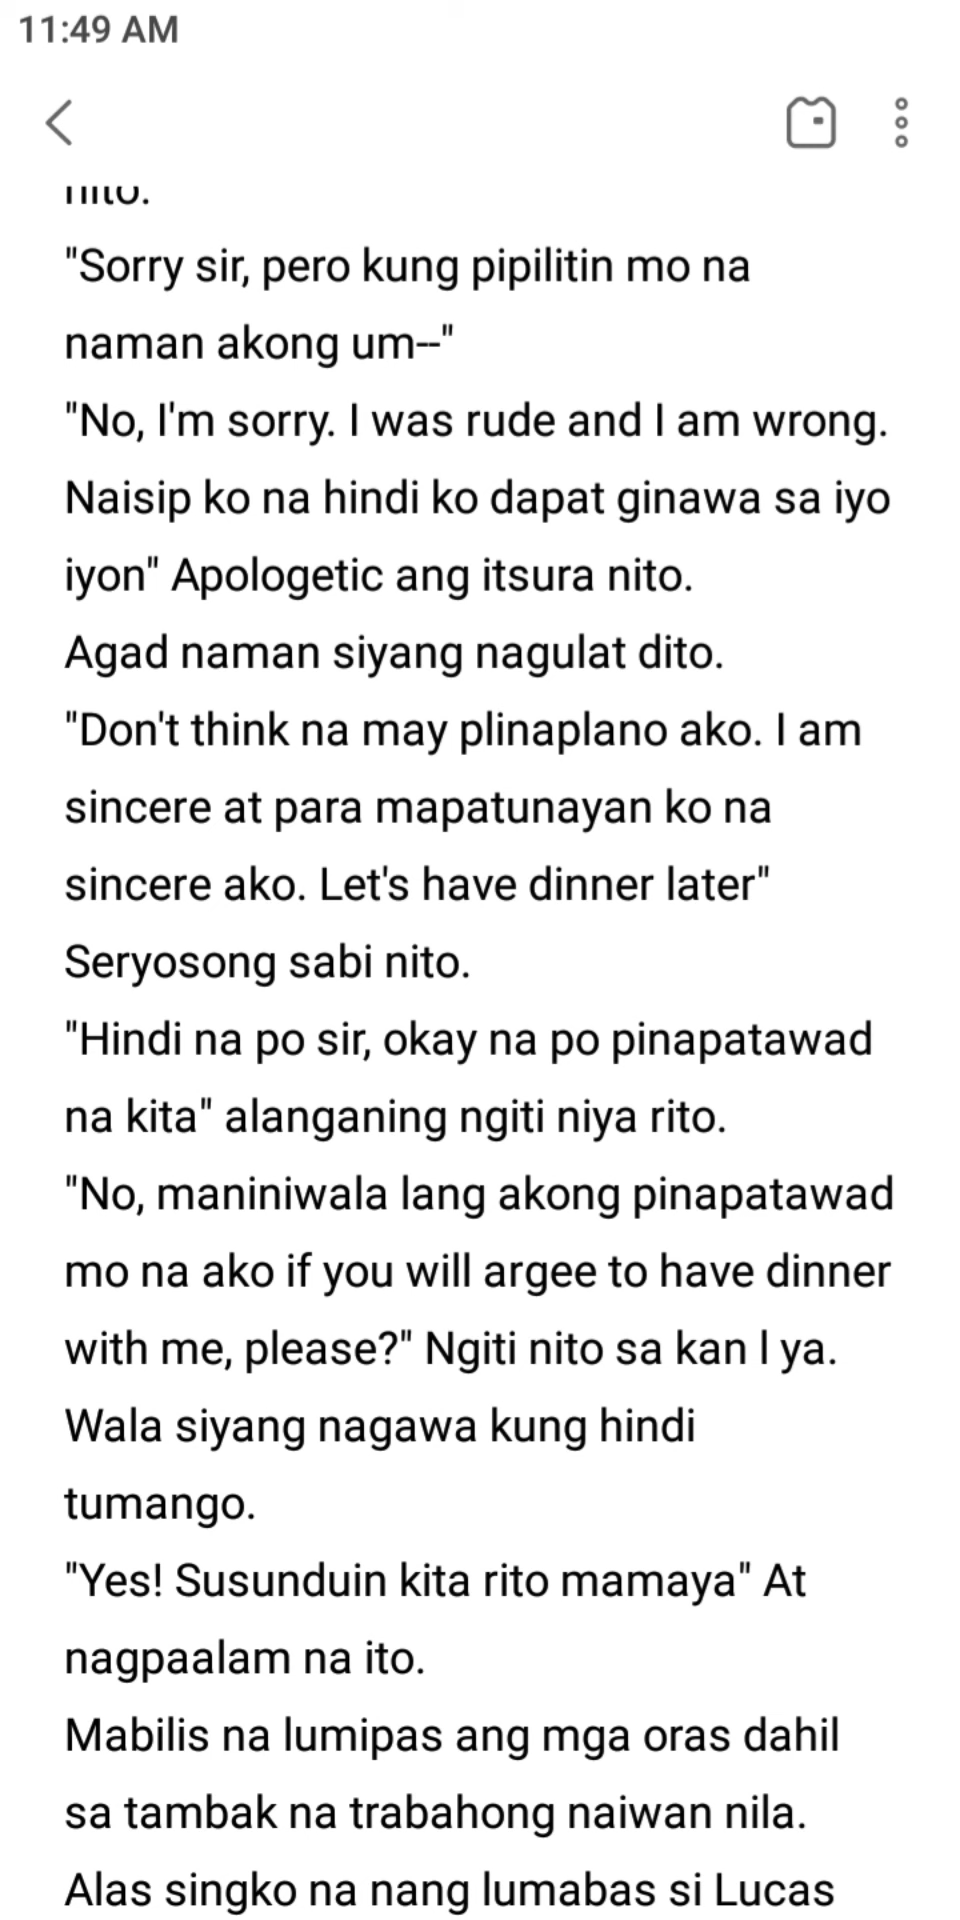 11:49 AM
nito.
"Sorry sir, pero kung pipilitin mo na
naman akong um--"
"No, I'm sorry. I was rude and I am wrong.
Naisip ko na hindi ko dapat ginawa sa iyo
iyon" Apologetic ang itsura nito.
Agad naman siyang nagulat dito.
"Don't think na may plinaplano ako. I am
sincere at para mapatunayan ko na
sincere ako. Let's have dinner later"
Seryosong sabi nito.
"Hindi na po sir, okay na po pinapatawad
na kita" alanganing ngiti niya rito.
"No, maniniwala lang akong pinapatawad
mo na ako if you will argee to have dinner
with me, please?" Ngiti nito sa kan l ya.
Wala siyang nagawa kung hindi
tumango.
"Yes! Susunduin kita rito mamaya" At
nagpaalam na ito.
Mabilis na lumipas ang mga oras dahil
sa tambak na trabahong naiwan nila.
Alas singko na nang lumabas si Lucas